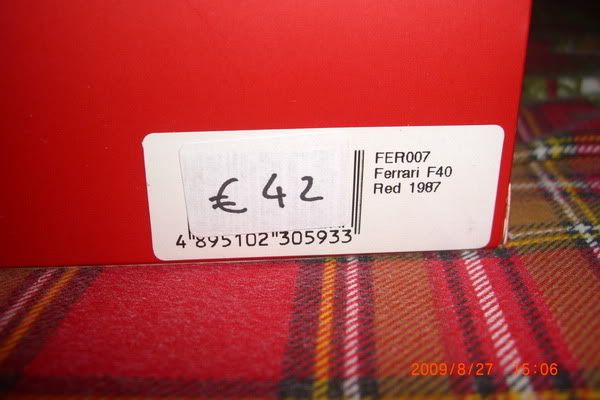 FER007
Ferrari F40
Red 1987
€ 42
4"895102"305933
2009/8/27 15:06